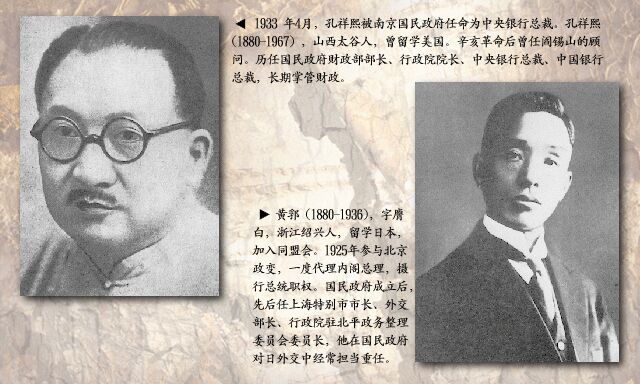 ◀ 1933 年4月，孔祥熙被南京国民政府任命为中央银行总裁。孔祥熙
(1880-1967)，山西太谷人，曾留学美国。辛亥革命后曾任阎锡山的顾
问。历任国民政府财政部部长、行政院院长、中央银行总裁、中国银行
总裁，长期掌管财政。
▶ 黄郛 (1880-1936)，字膺
白，浙江绍兴人，留学日本，
加入同盟会。1925年参与北京
政变，一度代理内阁总理，摄
行总统职权。国民政府成立后，
先后任上海特别市市长、外交
部长、行政院驻北平政务整理
委员会委员长，他在国民政府
对日外交中经常担当重任。